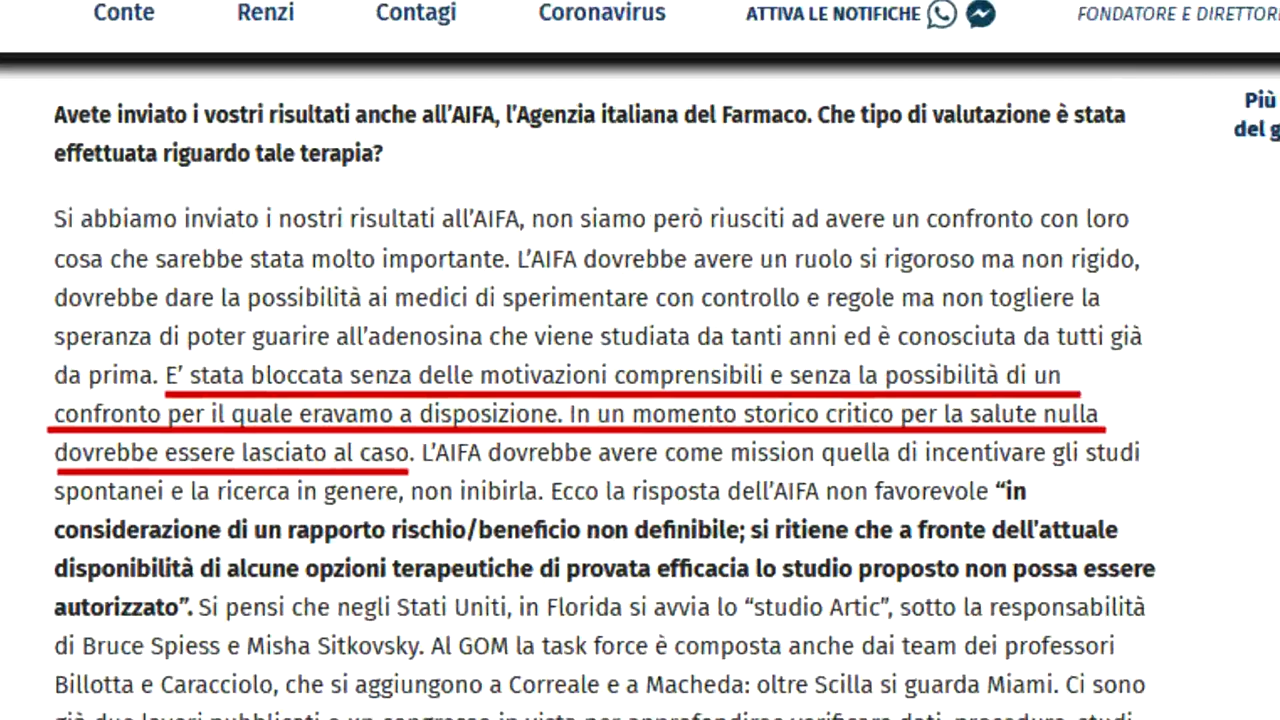 Conte Renzi Contagi Coronavirus ATTIVA LE NOTIFICHE FONDATORE E DIRETTORE
Più
del g
Avete inviato i vostri risultati anche all’AIFA, l’Agenzia italiana del Farmaco. Che tipo di valutazione è stata
effettuata riguardo tale terapia?
Si abbiamo inviato i nostri risultati all’AIFA, non siamo però riusciti ad avere un confronto con loro
cosa che sarebbe stata molto importante. L’AIFA dovrebbe avere un ruolo si rigoroso ma non rigido,
dovrebbe dare la possibilità ai medici di sperimentare con controllo e regole ma non togliere la
speranza di poter guarire all’adenosina che viene studiata da tanti anni ed è conosciuta da tutti già
da prima. E’ stata bloccata senza delle motivazioni comprensibili e senza la possibilità di un
confronto per il quale eravamo a disposizione. In un momento storico critico per la salute nulla
dovrebbe essere lasciato al caso. L’AIFA dovrebbe avere come mission quella di incentivare gli studi
spontanei e la ricerca in genere, non inibirla. Ecco la risposta dell’AIFA non favorevole “in
considerazione di un rapporto rischio/beneficio non definibile; si ritiene che a fronte dell’attuale
disponibilità di alcune opzioni terapeutiche di provata efficacia lo studio proposto non possa essere
autorizzato”. Si pensi che negli Stati Uniti, in Florida si avvia lo “studio Artic”, sotto la responsabilità
di Bruce Spiess e Misha Sitkovsky. Al GOM la task force è composta anche dai team dei professori
Billotta e Caracciolo, che si aggiungono a Correale e a Macheda: oltre Scilla si guarda Miami. Ci sono